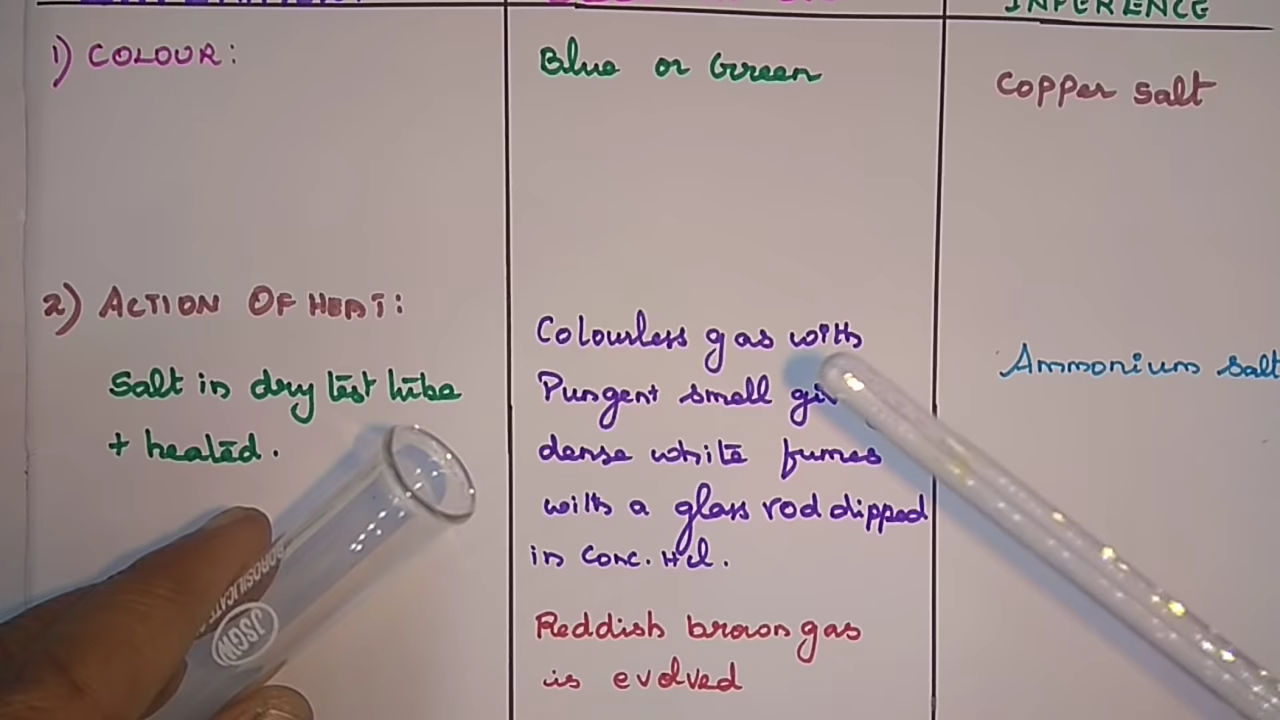 INFERENCE
1) COLOUR:
Blue or Green
Copper salt
2) ACTION OF HEAT:
Salt in dry test tube
+ heated.
Colourless gas with
Pungent smell
dense white fumes
with a glass rod dipped
in Conc. HCl.
Ammonium salt
Reddish brown gas
is evolved
BOROSILICATE
JSGW